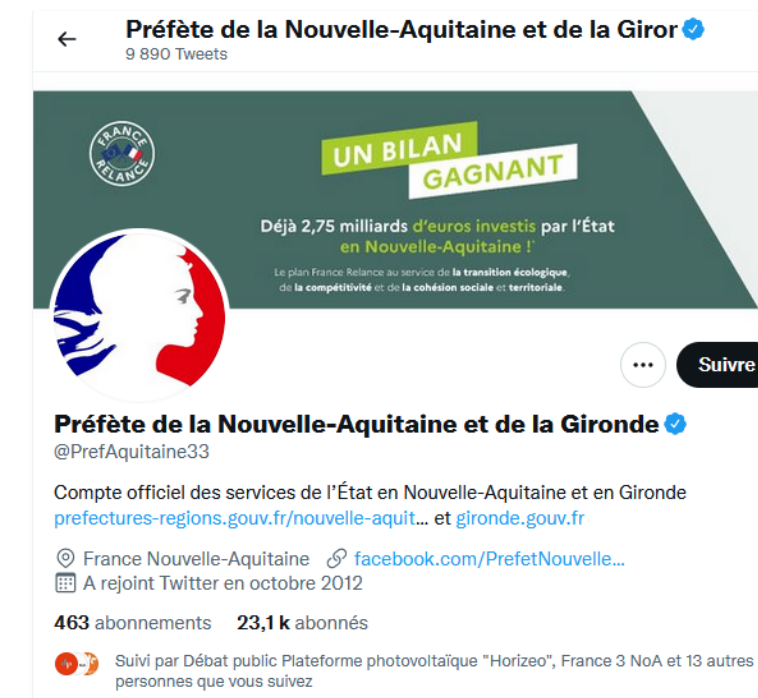 Préfète de la Nouvelle-Aquitaine et de la Giror
9 890 Tweets
FRANCE
RELANCE
UN BILAN
GAGNANT
Déjà 2,75 milliards d'euros investis par l'État
en Nouvelle-Aquitaine !*
Le plan France Relance au service de la transition écologique,
de la compétitivité et de la cohésion sociale et territoriale.
Suivre
Préfète de la Nouvelle-Aquitaine et de la Gironde
@PrefAquitaine33
Compte officiel des services de l'État en Nouvelle-Aquitaine et en Gironde
prefectures-regions.gouv.fr/nouvelle-aquit… et gironde.gouv.fr
France Nouvelle-Aquitaine facebook.com/PrefetNouvelle…
A rejoint Twitter en octobre 2012
463 abonnements 23,1 k abonnés
Suivi par Débat public Plateforme photovoltaïque "Horizeo", France 3 NoA et 13 autres
personnes que vous suivez